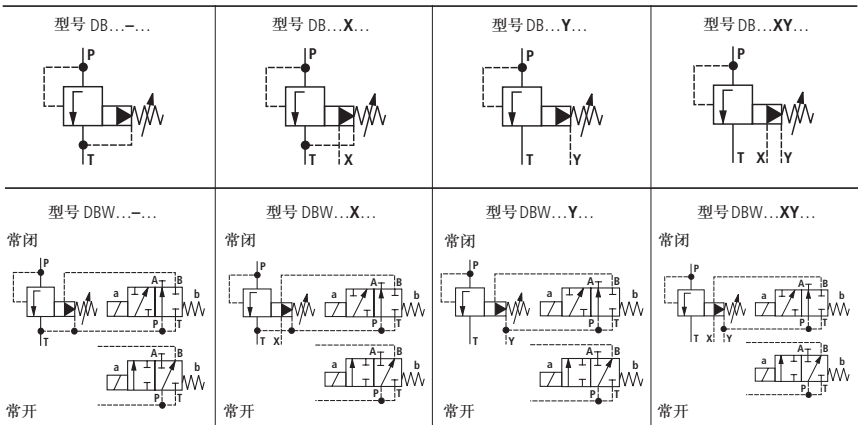 型号 DB...–...
型号 DB...X...
型号 DB...Y...
型号 DB...XY...
P
T
P
T X
P
T Y
P
T X Y
型号 DBW...–...
型号 DBW...X...
型号 DBW...Y...
型号 DBW...XY...
常闭
常闭
常闭
常闭
P
T
a
A B
b
P T
a
A B
b
P T
P
T X
a
A B
b
P T
a
A B
b
P T
P
T Y
a
A B
b
P T
a
A B
b
P T
P
T X Y
a
A B
b
P T
a
A B
b
P T
常开
常开
常开
常开